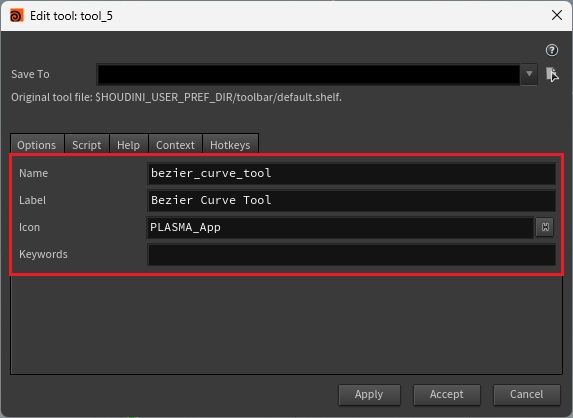 Edit tool: tool_5
Save To
Original tool file: $HOUDINI_USER_PREF_DIR/toolbar/default.shelf.
Options Script Help Context Hotkeys
Name bezier_curve_tool
Label Bezier Curve Tool
Icon PLASMA_App
Keywords
Apply Accept Cancel